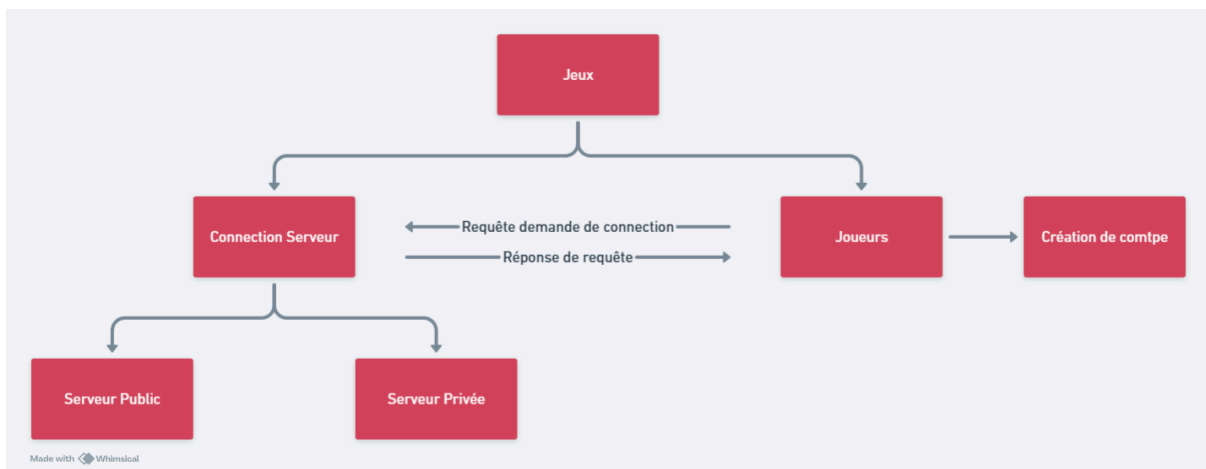 Jeux
Connection Serveur
Requête demande de connection
Joueurs
Création de comtpe
Réponse de requête
Serveur Public
Serveur Privée
Made with Whimsical